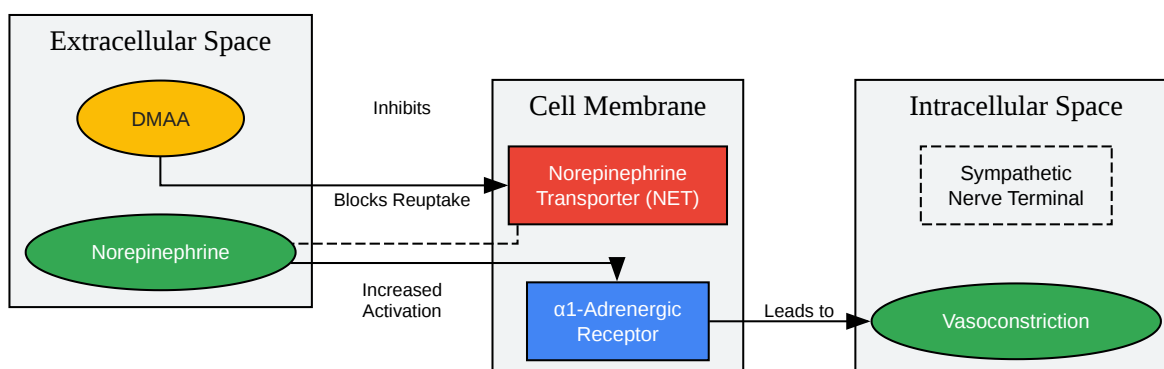 Extracellular Space
DMAA
Norepinephrine
Inhibits
Blocks Reuptake
Increased
Activation
Cell Membrane
Norepinephrine
Transporter (NET)
α1-Adrenergic
Receptor
Leads to
Intracellular Space
Sympathetic
Nerve Terminal
Vasoconstriction